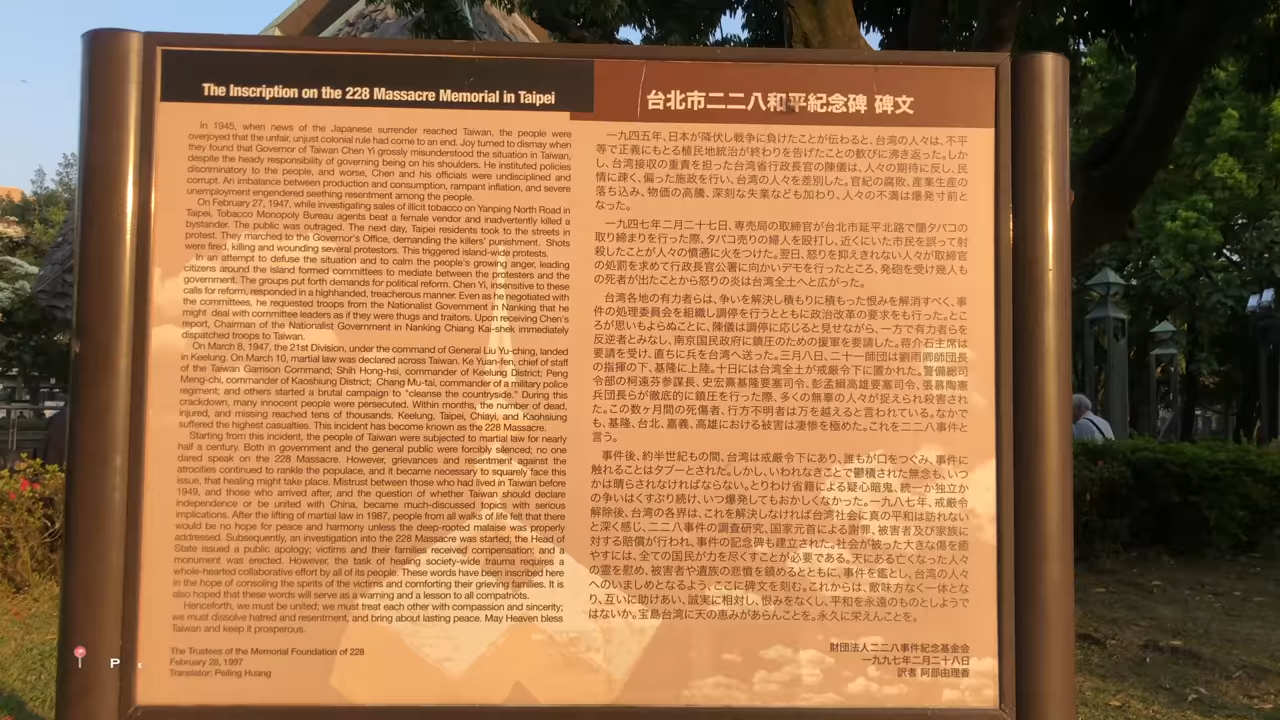 The Inscription on the 228 Massacre Memorial in Taipei
In 1945, when news of the Japanese surrender reached Taiwan, the people were
overjoyed that the unfair, unjust colonial rule had come to an end. Joy turned to dismay when
they found that Governor of Taiwan Chen Yi grossly misunderstood the situation in Taiwan,
despite the heady responsibility of governing being on his shoulders. He instituted policies
discriminatory to the people, and worse, Chen and his officials were undisciplined and
corrupt. An imbalance between production and consumption, rampant inflation, and severe
unemployment engendered seething resentment among the people.
On February 27, 1947, while investigating sales of illicit tobacco on Yanping North Road in
Taipei, Tobacco Monopoly Bureau agents beat a female vendor and inadvertently killed a
bystander. The public was outraged. The next day, Taipei residents took to the streets in
protest. They marched to the Governor's Office, demanding the killers' punishment. Shots
were fired, killing and wounding several protestors. This triggered island-wide protests.
In an attempt to defuse the situation and to calm the people's growing anger, leading
citizens around the island formed committees to mediate between the protesters and the
government. The groups put forth demands for political reform. Chen Yi, insensitive to these
calls for reform, responded in a highhanded, treacherous manner. Even as he negotiated with
the committees, he requested troops from the Nationalist Government in Nanking that he
might deal with committee leaders as if they were thugs and traitors. Upon receiving Chen's
report, Chairman of the Nationalist Government in Nanking Chiang Kai-shek immediately
dispatched troops to Taiwan.
On March 8, 1947, the 21st Division, under the command of General Liu Yu-ching, landed
in Keelung. On March 10, martial law was declared across Taiwan. Ke Yuan-fen, chief of staff
of the Taiwan Garrison Command; Shih Hong-hsi, commander of Keelung District; Peng
Meng-chi, commander of Kaoshiung District; Chang Mu-tai, commander of a military police
regiment; and others started a brutal campaign to "cleanse the countryside." During this
crackdown, many innocent people were persecuted. Within months, the number of dead,
injured, and missing reached tens of thousands. Keelung, Taipei, Chiayi, and Kaohsiung
suffered the highest casualties. This incident has become known as the 228 Massacre.
Starting from this incident, the people of Taiwan were subjected to martial law for nearly
half a century. Both in government and the general public were forcibly silenced; no one
dared speak on the 228 Massacre. However, grievances and resentment against the
atrocities continued to rankle the populace, and it became necessary to squarely face this
issue, that healing might take place. Mistrust between those who had lived in Taiwan before
1949, and those who arrived after, and the question of whether Taiwan should declare
independence or be united with China, became much-discussed topics with serious
implications. After the lifting of martial law in 1987, people from all walks of life felt that there
would be no hope for peace and harmony unless the deep-rooted malaise was properly
addressed. Subsequently, an investigation into the 228 Massacre was started; the Head of
State issued a public apology; victims and their families received compensation; and a
monument was erected. However, the task of healing society-wide trauma requires a
whole-hearted collaborative effort by all of its people. These words have been inscribed here
in the hope of consoling the spirits of the victims and comforting their grieving families. It is
also hoped that these words will serve as a warning and a lesson to all compatriots.
Henceforth, we must be united; we must treat each other with compassion and sincerity;
we must dissolve hatred and resentment, and bring about lasting peace. May Heaven bless
Taiwan and keep it prosperous.
The Trustees of the Memorial Foundation of 228
February 28, 1997
Translator: Peiling Huang
台北市二二八和平紀念碑 碑文
一九四五年、日本が降伏し戦争に負けたことが伝わると、台湾の人々は、不平
等で正義にもとる植民地統治が終わりを告げたことの歓びに沸き返った。しか
し、台湾接収の重責を担った台湾省行政長官の陳儀は、人々の期待に反し、民
情に疎く、偏った施政を行い、台湾の人々を差別した。官紀の腐敗、産業生産の
落ち込み、物価の高騰、深刻な失業なども加わり、人々の不満は爆発寸前と
なった。
一九四七年二月二十七日、専売局の取締官が台北市延平北路で闇タバコの
取り締まりを行った際、タバコ売りの婦人を殴打し、近くにいた市民を誤って射
殺したことが人々の憤懣に火をつけた。翌日、怒りを抑えきれない人々が取締官
の処罰を求めて行政長官公署に向かいデモを行ったところ、発砲を受け幾人も
の死者が出たことから怒りの炎は台湾全土へと広がった。
台湾各地の有力者らは、争いを解決し積もりに積もった恨みを解消すべく、事
件の処理委員会を組織し調停を行うとともに政治改革の要求をも行った。とこ
ろが思いもよらぬことに、陳儀は調停に応じると見せながら、一方で有力者らを
反逆者とみなし、南京国民政府に鎮圧のための援軍を要請した。蒋介石主席は
要請を受け、直ちに兵を台湾へ送った。三月八日、二十一師団は劉雨卿師団長
の指揮の下、基隆に上陸。十日には台湾全土が戒厳令下に置かれた。警備総司
令部の柯遠芬参謀長、史宏熹基隆要塞司令、彭孟緝高雄要塞司令、張慕陶憲
兵団長らが徹底的に鎮圧を行った際、多くの無辜の人々が捉えられ殺害され
た。この数ヶ月間の死傷者、行方不明者は万を越えると言われている。なかで
も、基隆、台北、嘉義、高雄における被害は凄惨を極めた。これを二二八事件と
言う。
事件後、約半世紀もの間、台湾は戒厳令下にあり、誰もが口をつぐみ、事件に
触れることはタブーとされた。しかし、いわれなきことで鬱積された無念も、いつ
かは晴らされなければならない。とりわけ省籍による疑心暗鬼、統一か独立か
の争いはくすぶり続け、いつ爆発してもおかしくなかった。一九八七年、戒厳令
解除後、台湾の各界は、これを解決しなければ台湾社会に真の平和は訪れない
と深く感じ、二二八事件の調査研究、国家元首による謝罪、被害者及び家族に
対する賠償が行われ、事件の記念碑も建立された。社会が被った大きな傷を癒
やすには、全ての国民が力を尽くすことが必要である。天にある亡くなった人々
の霊を慰め、被害者や遺族の悲憤を鎮めるとともに、事件を鑑とし、台湾の人々
へのいましめとなるよう、ここに碑文を刻む。これからは、敵味方なく一体とな
り、互いに助けあい、誠実に相対し、恨みをなくし、平和を永遠のものとしようで
はないか。宝島台湾に天の恵みがあらんことを。永久に栄えんことを。
財団法人二二八事件紀念基金会
一九九七年二月二十八日
訳者 阿部由理香
P E